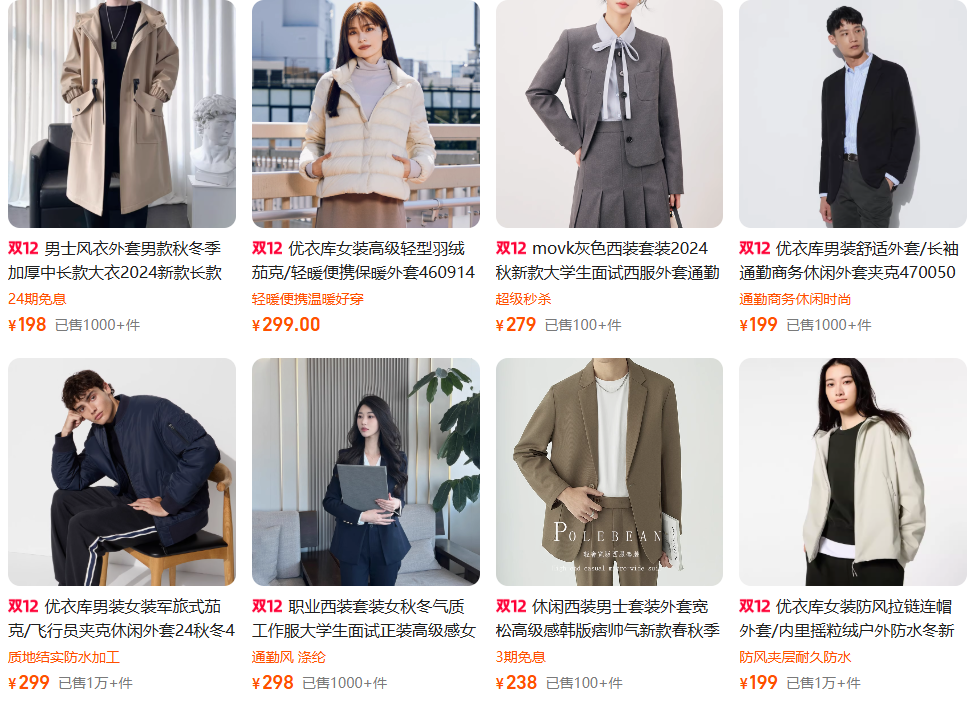 双12 男士风衣外套男款秋冬季
加厚中长款大衣2024新款长款
24期免息
¥198 已售1000+件
双12 优衣库女装高级轻型羽绒
茄克/轻暖便携保暖外套460914
轻暖便携温暖好穿
¥299.00
双12 movk灰色西装套装2024
秋新款大学生面试西服外套通勤
超级秒杀
¥279 已售100+件
双12 优衣库男装舒适外套/长袖
通勤商务休闲外套夹克470050
通勤商务休闲时尚
¥199 已售1000+件
POLEBEAN
双12 优衣库男装女装军旅式茄
克/飞行员夹克休闲外套24秋冬4
质地结实防水加工
¥299 已售1万+件
双12 职业西装套装女秋冬气质
工作服大学生面试正装高级感女
通勤风 涤纶
¥298 已售1000+件
双12 休闲西装男士套装外套宽
松高级感韩版痞帅气新款春秋季
3期免息
¥238 已售100+件
双12 优衣库女装防风拉链连帽
外套/内里摇粒绒户外防水冬新
防风夹层耐久防水
¥199 已售1万+件